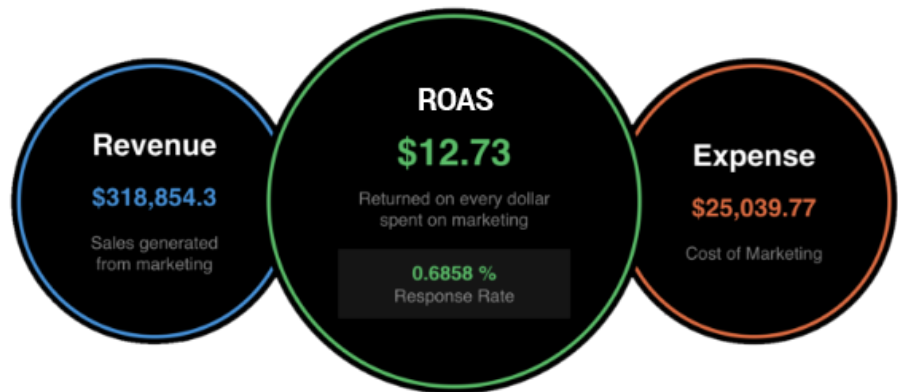 Revenue
$318,854.3
Sales generated
from marketing
ROAS
$12.73
Returned on every dollar
spent on marketing
0.6858 %
Response Rate
Expense
$25,039.77
Cost of Marketing